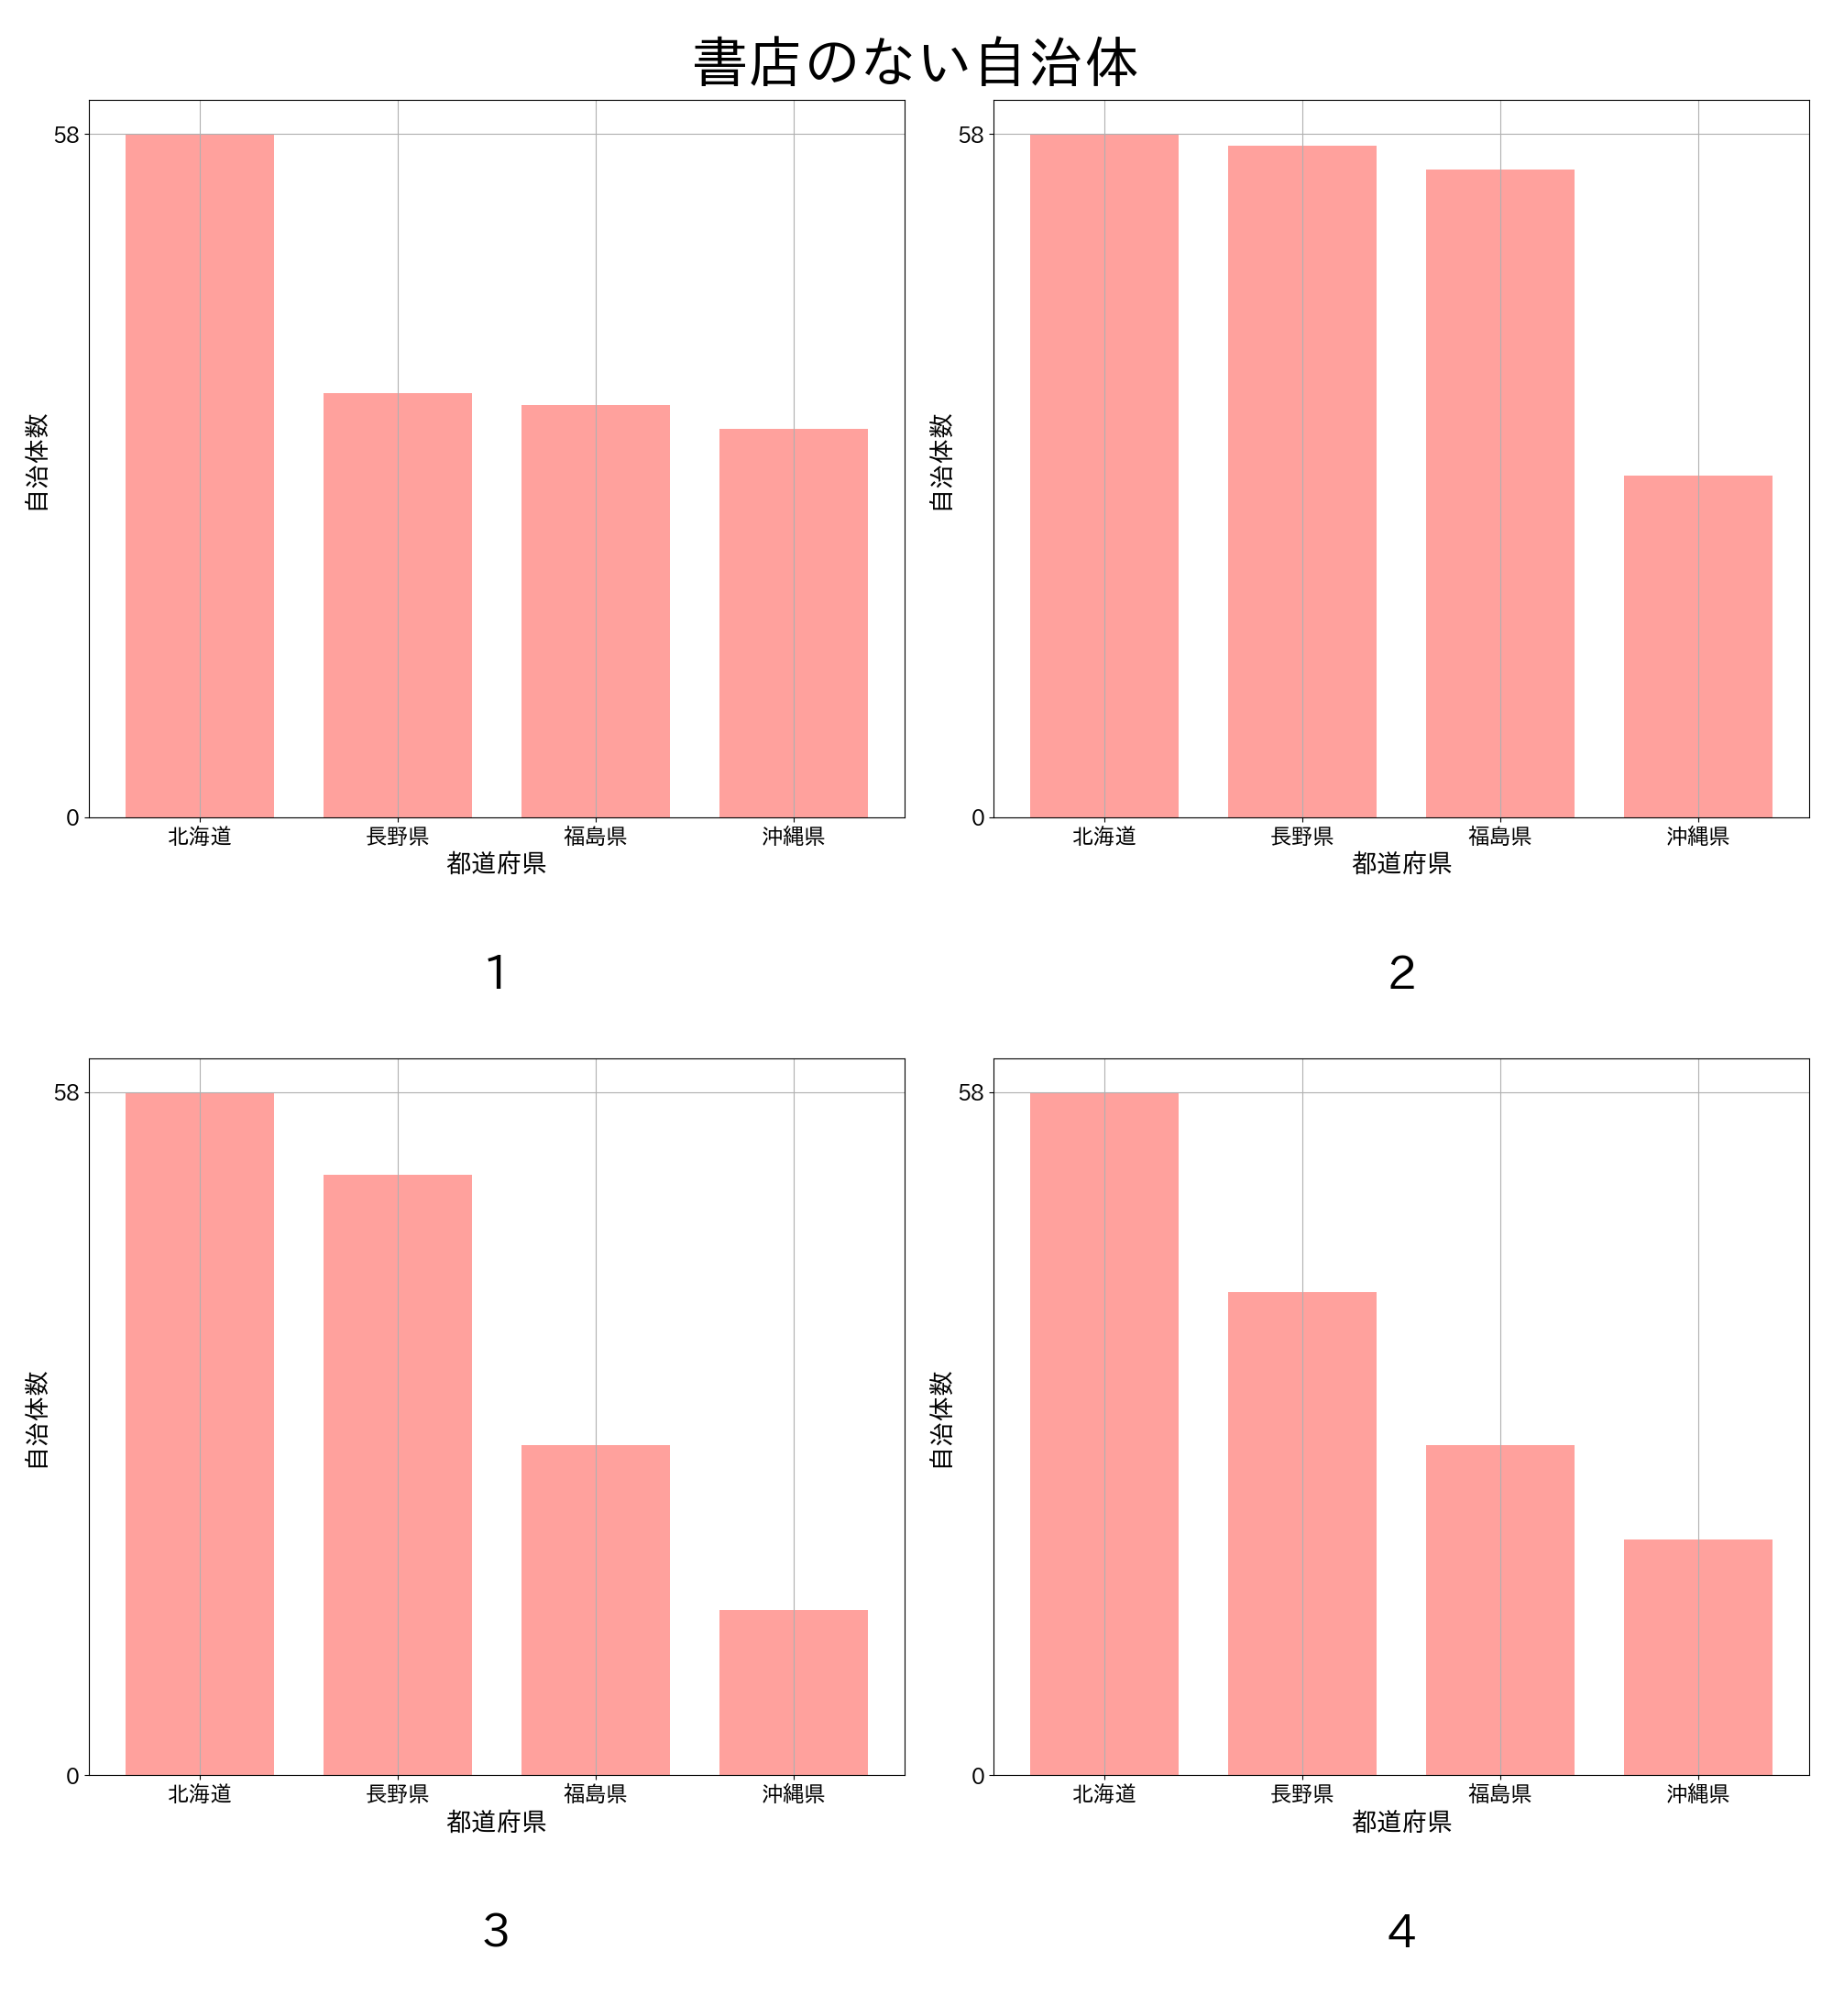 書店のない自治体
58
0
自治体数
北海道 長野県 福島県 沖縄県
都道府県
1
58
0
自治体数
北海道 長野県 福島県 沖縄県
都道府県
2
58
0
自治体数
北海道 長野県 福島県 沖縄県
都道府県
3
58
0
自治体数
北海道 長野県 福島県 沖縄県
都道府県
4